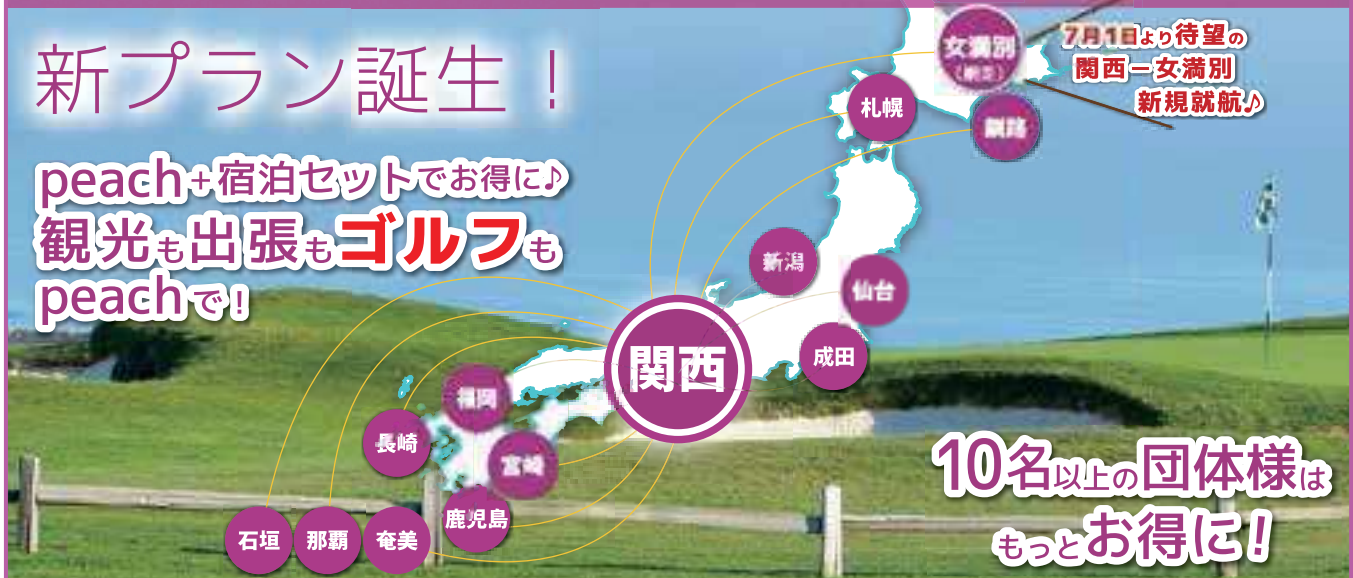 新プラン誕生！
peach+宿泊セットでお得に♪
観光も出張もゴルフも
peachで！
7月1日より待望の
関西－女満別
新規就航♪
女満別
札幌
釧路
新潟
仙台
成田
関西
福岡
長崎
宮崎
鹿児島
石垣
那覇
奄美
10名以上の団体様は
もっとお得に！